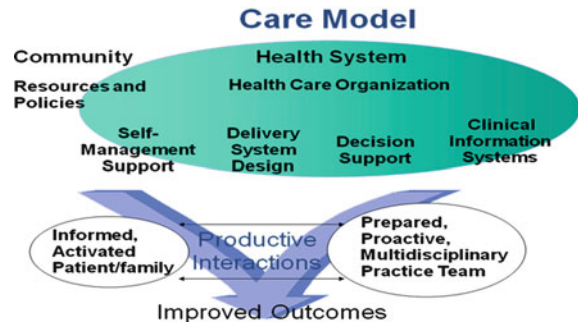 Care Model
Community
Health System
Resources and
Policies
Health Care Organization
Self-
Management
Support
Delivery
System
Design
Decision
Support
Clinical
Information
Systems
Informed,
Activated
Patient/family
Productive
Interactions
Prepared,
Proactive,
Multidisciplinary
Practice Team
Improved Outcomes